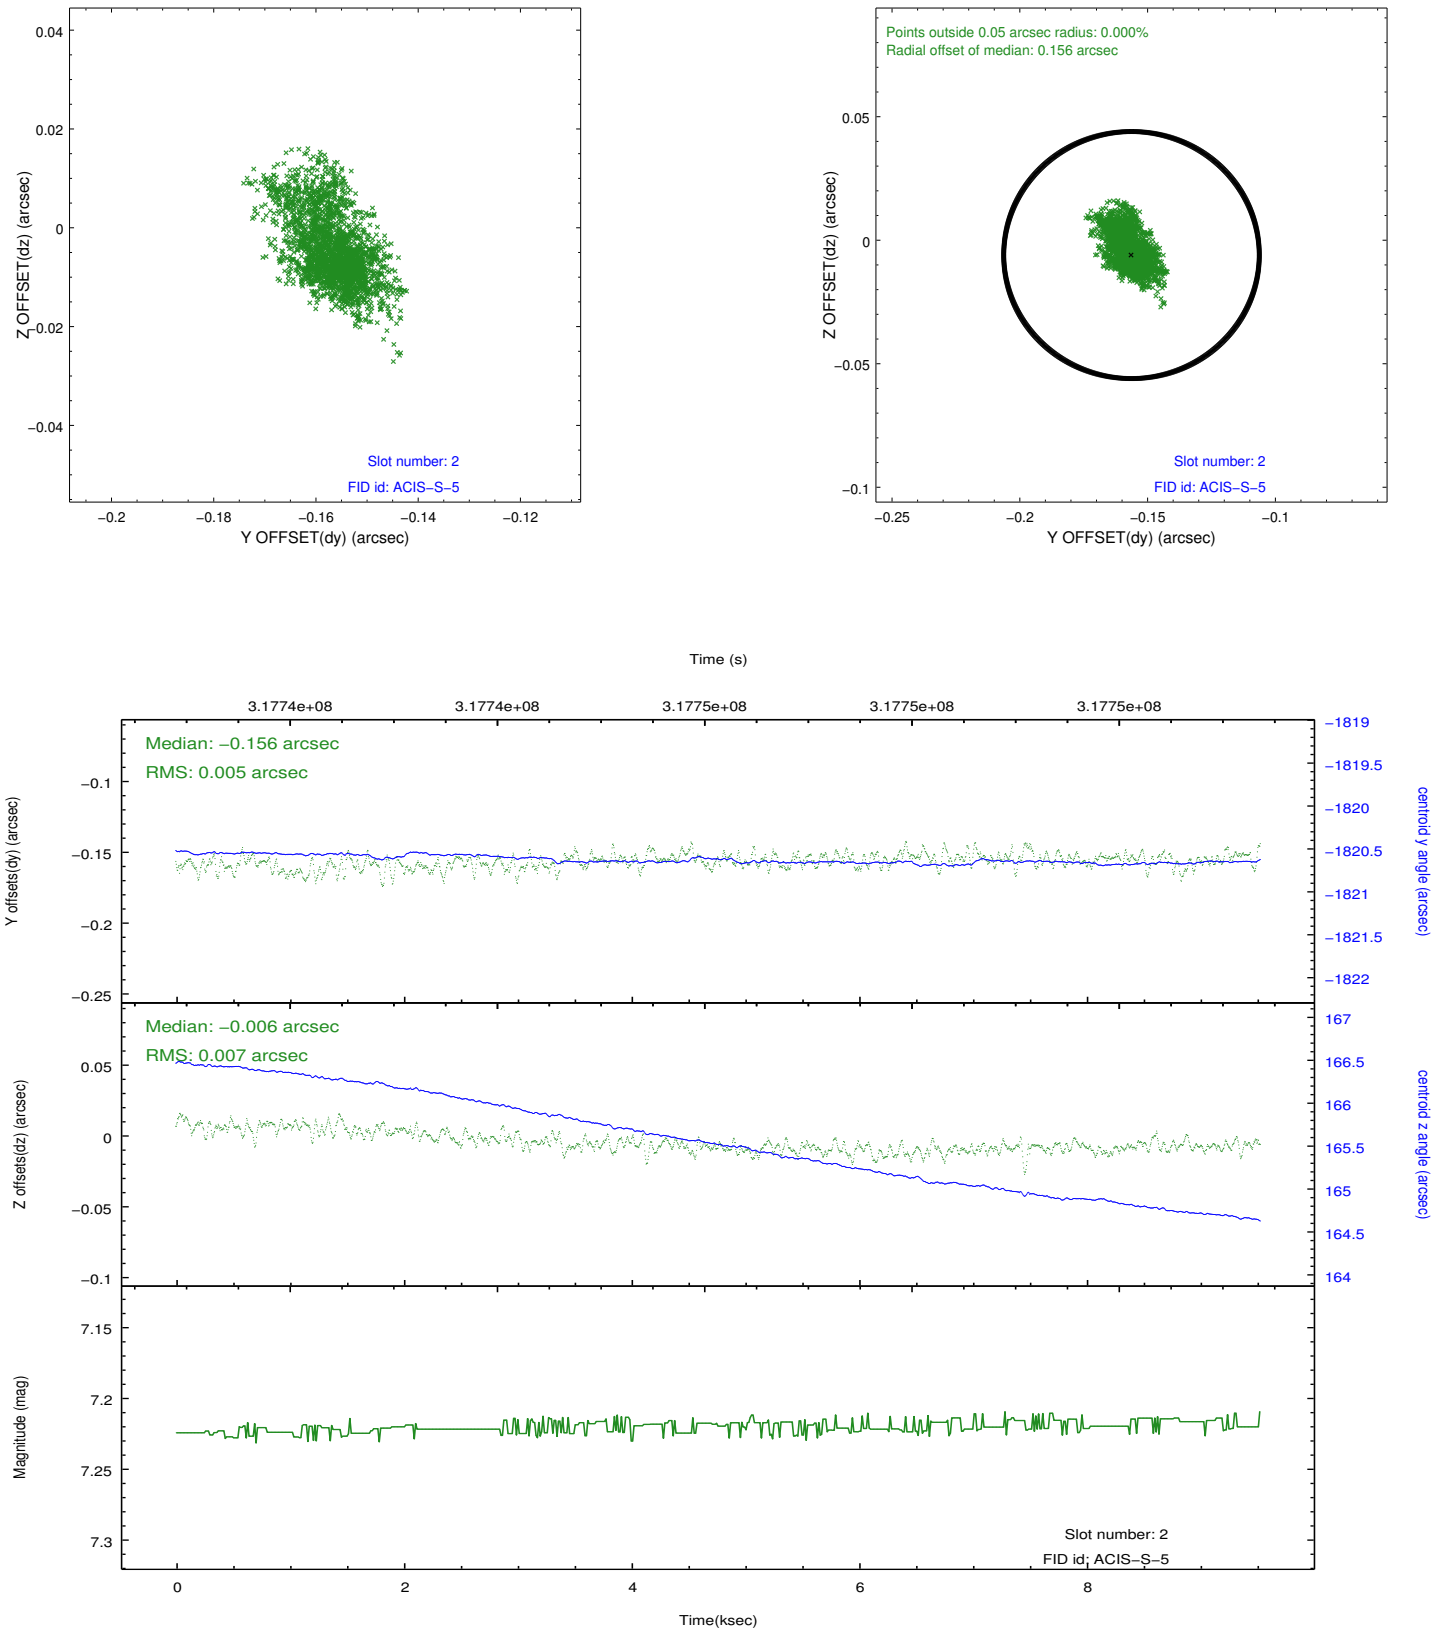 0.04
0.02
0
−0.02
−0.04
Z OFFSET(dz) (arcsec)
Slot number: 2
FID id: ACIS−S−5
−0.2
−0.18
−0.16
−0.14
−0.12
Y OFFSET(dy) (arcsec)
Points outside 0.05 arcsec radius: 0.000%
Radial offset of median: 0.156 arcsec
0.05
0
−0.05
−0.1
Z OFFSET(dz) (arcsec)
Slot number: 2
FID id: ACIS−S−5
−0.25
−0.2
−0.15
−0.1
Y OFFSET(dy) (arcsec)
Time (s)
3.1774e+08
3.1774e+08
3.1775e+08
3.1775e+08
3.1775e+08
Median: −0.156 arcsec
RMS: 0.005 arcsec
−0.1
−0.15
−0.2
−0.25
Y offsets(dy) (arcsec)
−1819
−1819.5
−1820
−1820.5
−1821
−1821.5
−1822
centroid y angle (arcsec)
Median: −0.006 arcsec
RMS: 0.007 arcsec
0.05
0
−0.05
−0.1
Z offsets(dz) (arcsec)
167
166.5
166
165.5
165
164.5
164
centroid z angle (arcsec)
7.15
7.2
7.25
7.3
Magnitude (mag)
Slot number: 2
FID id: ACIS−S−5
0
2
4
6
8
Time(ksec)